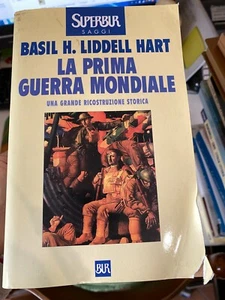 SUPERBUR
SAGGI
BASIL H. LIDDELL HART
LA PRIMA
GUERRA MONDIALE
UNA GRANDE RICOSTRUZIONE STORICA
BUR